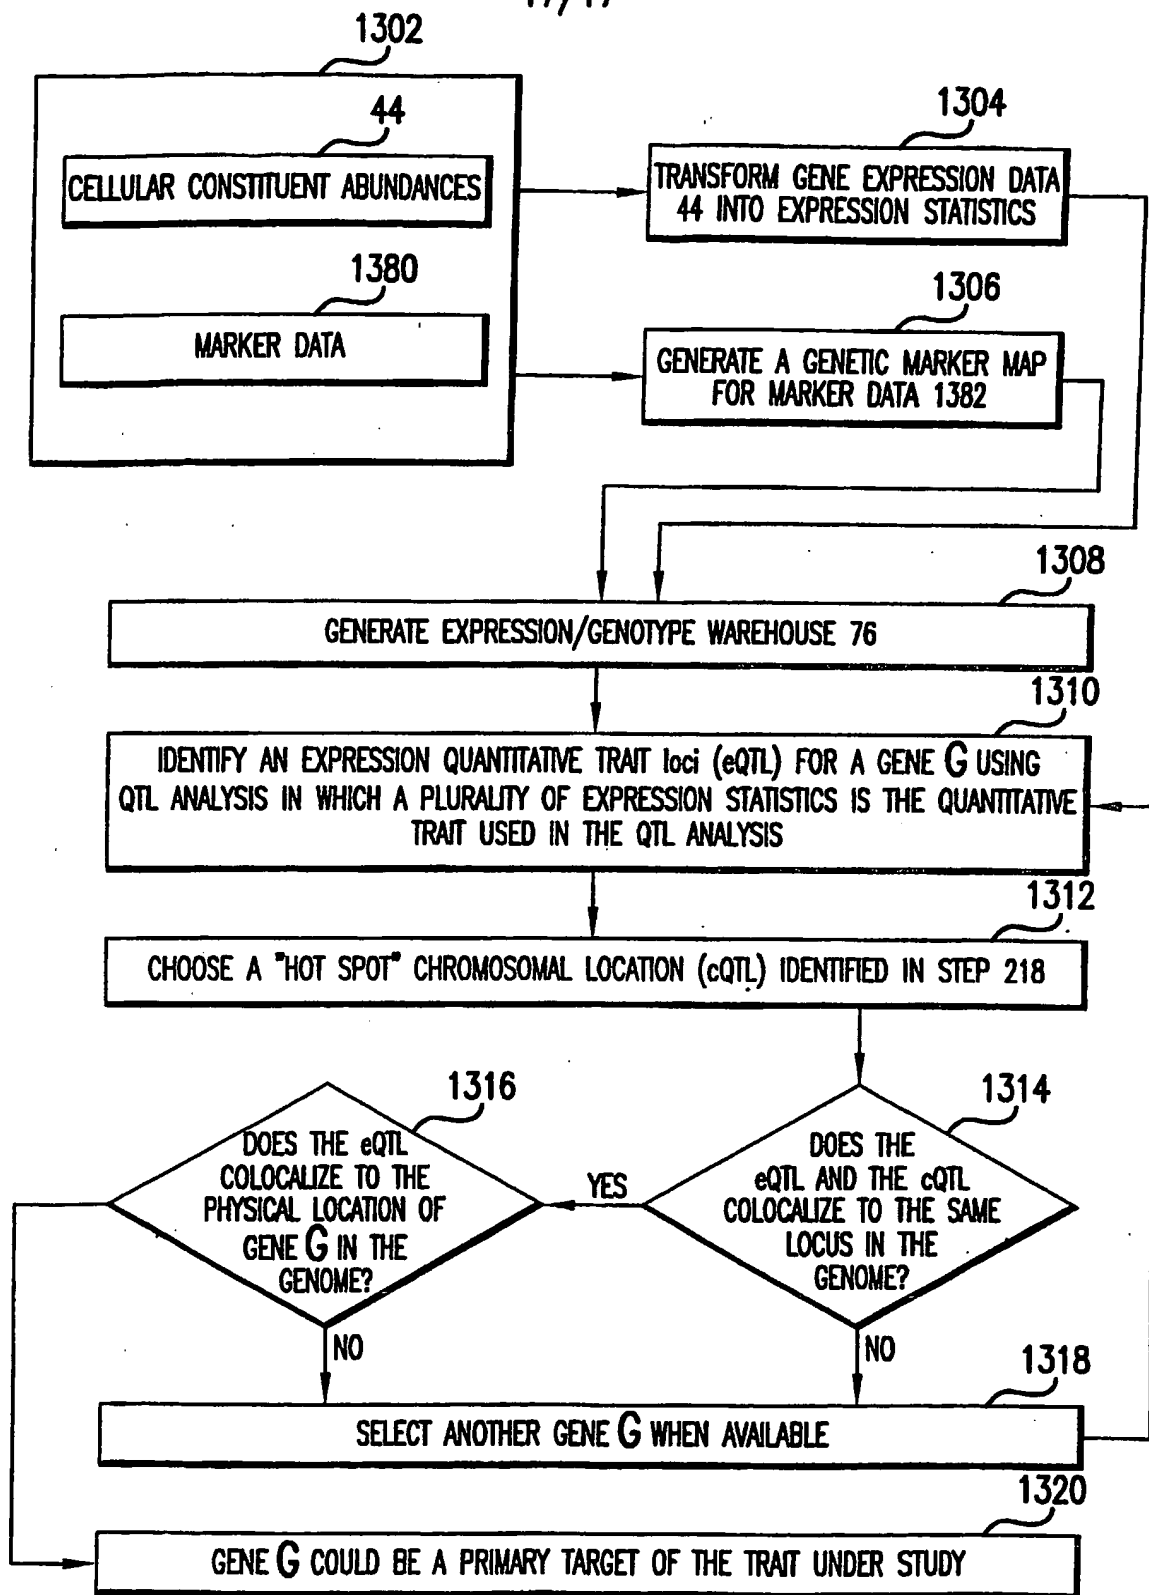 1302
44
CELLULAR CONSTITUENT ABUNDANCES
1380
MARKER DATA
1304
TRANSFORM GENE EXPRESSION DATA
44 INTO EXPRESSION STATISTICS
1306
GENERATE A GENETIC MARKER MAP
FOR MARKER DATA 1382
1308
GENERATE EXPRESSION/GENOTYPE WAREHOUSE 76
1310
IDENTIFY AN EXPRESSION QUANTITATIVE TRAIT loci (eQTL) FOR A GENE G USING
QTL ANALYSIS IN WHICH A PLURALITY OF EXPRESSION STATISTICS IS THE QUANTITATIVE
TRAIT USED IN THE QTL ANALYSIS
1312
CHOOSE A "HOT SPOT" CHROMOSOMAL LOCATION (cQTL) IDENTIFIED IN STEP 218
1316
DOES THE eQTL
COLOCALIZE TO THE
PHYSICAL LOCATION OF
GENE G IN THE
GENOME?
YES
1314
DOES THE
eQTL AND THE cQTL
COLOCALIZE TO THE SAME
LOCUS IN THE
GENOME?
NO
NO
1318
SELECT ANOTHER GENE G WHEN AVAILABLE
1320
GENE G COULD BE A PRIMARY TARGET OF THE TRAIT UNDER STUDY